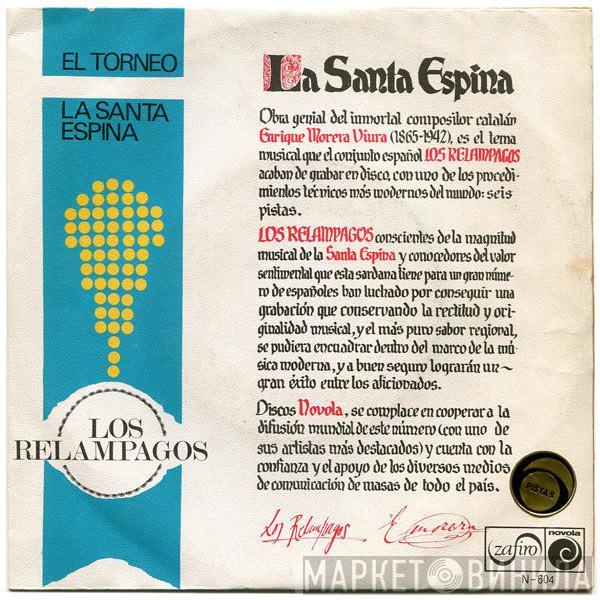 EL TORNEO
LA SANTA
ESPINA
LOS
RELAMPAGOS
La Santa Espina
Obra genial del inmortal compositor catalán
Enrique Morera Viura (1865-1942), es el tema
musical que el conjunto español LOS RELAMPAGOS
acaban de grabar en disco, con uno de los procedi-
mientos técnicos más modernos del mundo: seis
pistas.
LOS RELAMPAGOS conscientes de la magnitud
musical de la Santa Espina y conocedores del valor
sentimental que esta sardana tiene para un gran núme-
ro de españoles han luchado por conseguir una
grabación que conservando la rectitud y ori-
ginalidad musical, y el más puro sabor regional,
se pudiera encuadrar dentro del marco de la mú
sica moderna, y a buen seguro lograrán un-
gran éxito entre los aficionados.
Discos Novola, se complace en cooperar a la
difusión mundial de este número (con uno de
sus artistas más destacados) y cuenta con la
confianza y el apoyo de los diversos medios
de comunicación de masas de todo el país.
Los Relampagos
E Morera
6
PISTAS
zafiro
novola
N-604
МАРКЕТ ВИНИЛА